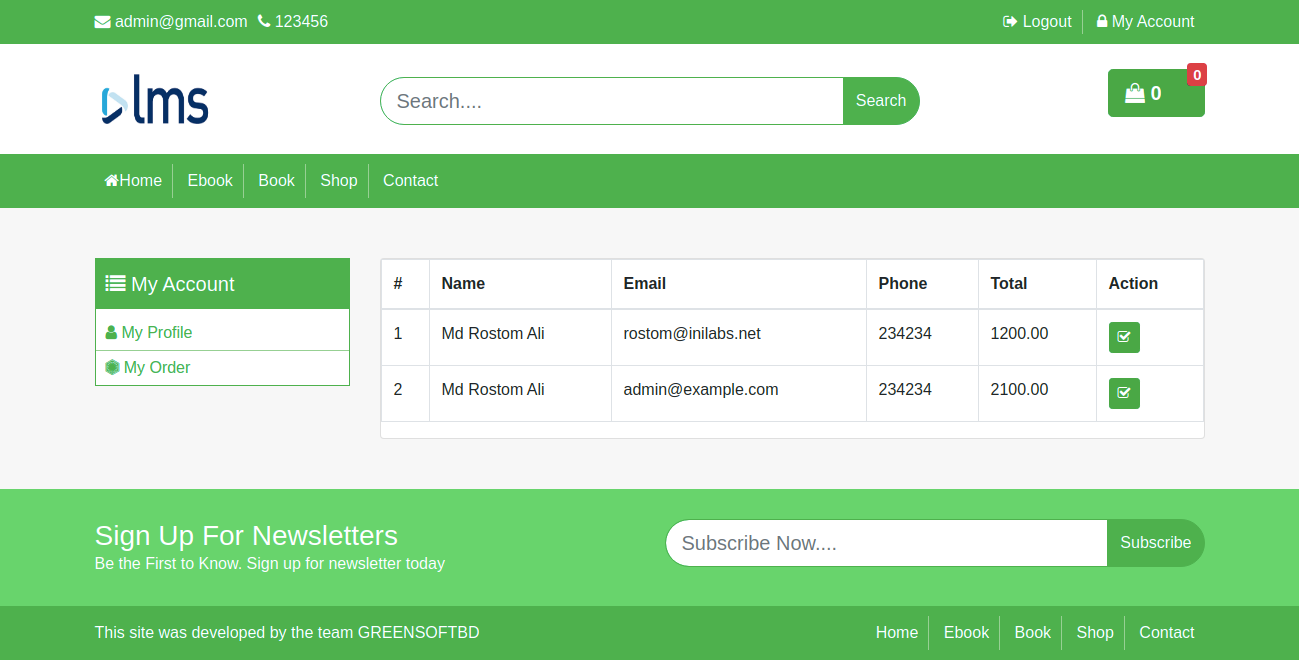 admin@gmail.com 123456 Logout My Account
lms
Search.... Search 0 0
Home Ebook Book Shop Contact
My Account
My Profile
My Order
# Name Email Phone Total Action
1 Md Rostom Ali rostom@inilabs.net 234234 1200.00
2 Md Rostom Ali admin@example.com 234234 2100.00
Sign Up For Newsletters
Be the First to Know. Sign up for newsletter today
Subscribe Now.... Subscribe
This site was developed by the team GREENSOFTBD Home Ebook Book Shop Contact